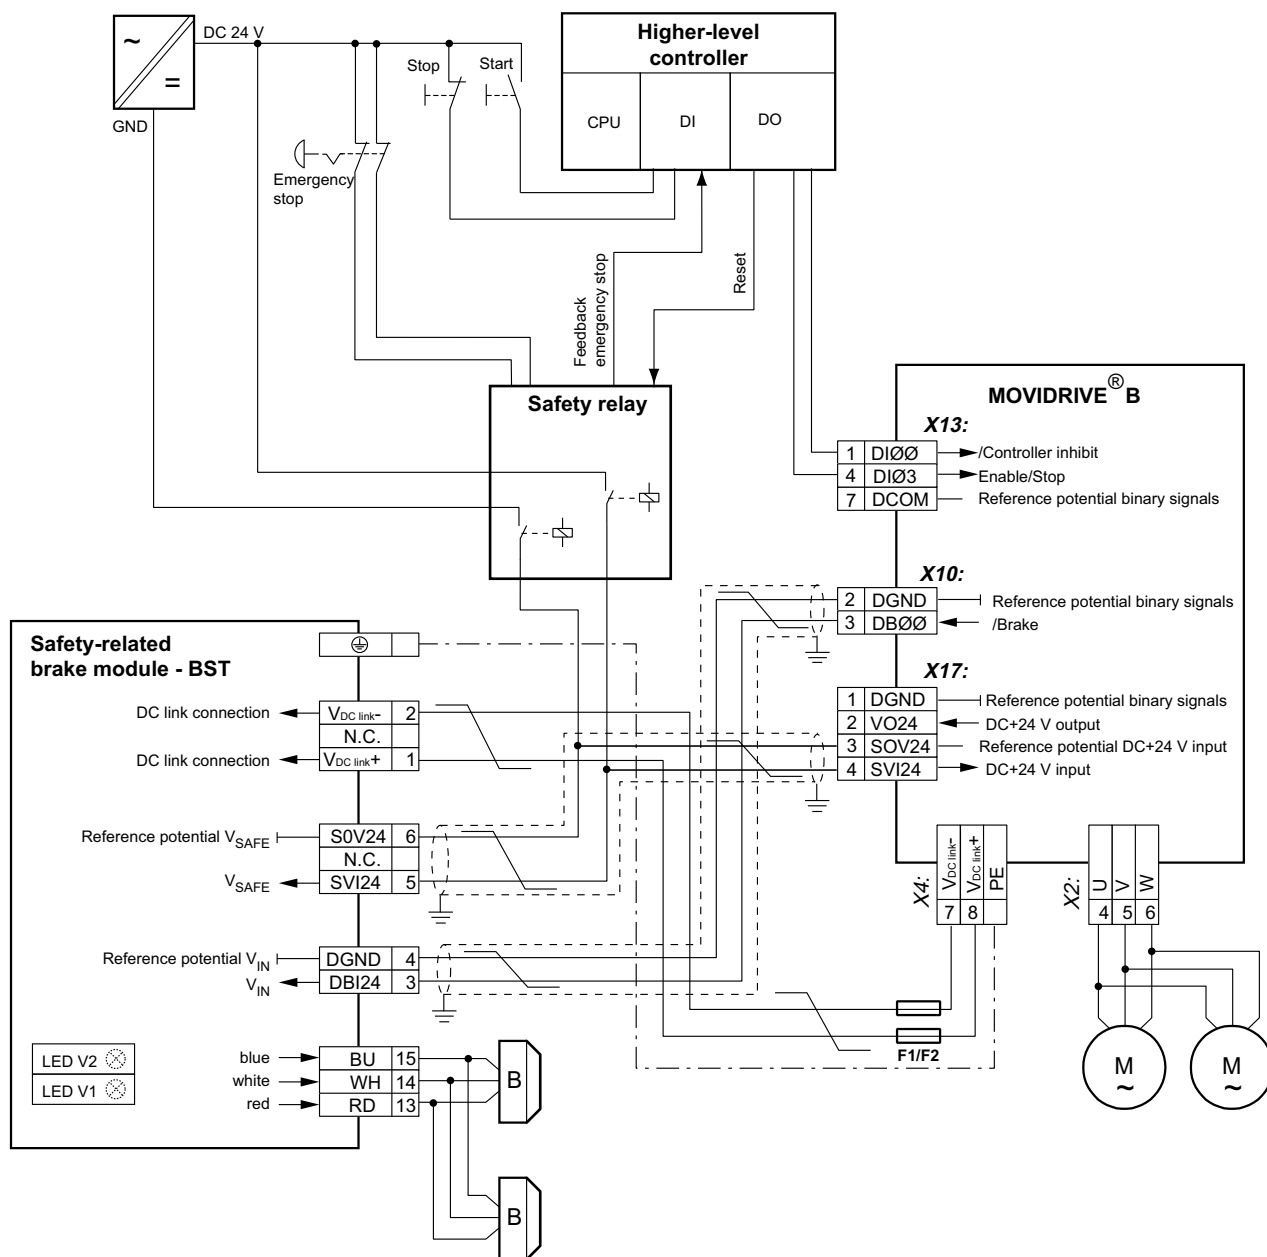 DC 24 V
~
=
GND
Stop
Start
Higher-level
controller
CPU
DI
DO
Emergency
stop
Feedback
emergency stop
Reset
Safety relay
MOVIDRIVE® B
X13:
1 DIØØ /Controller inhibit
4 DIØ3 Enable/Stop
7 DCOM Reference potential binary signals
X10:
2 DGND Reference potential binary signals
3 DBØØ /Brake
X17:
1 DGND Reference potential binary signals
2 VO24 DC+24 V output
3 SOV24 Reference potential DC+24 V input
4 SVI24 DC+24 V input
Safety-related
brake module - BST
DC link connection VDC link- 2
N.C.
DC link connection VDC link+ 1
Reference potential VSAFE S0V24 6
N.C.
VSAFE SVI24 5
Reference potential VIN DGND 4
VIN DBI24 3
LED V2
LED V1
blue BU 15
white WH 14
red RD 13
B
B
X4:
VDC link- VDC link+ PE
7 8
X2:
U V W
4 5 6
F1/F2
M
~
M
~